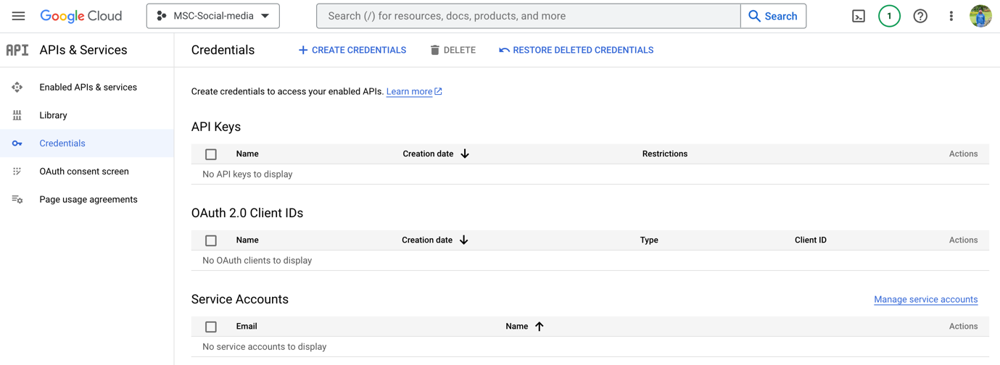 Google Cloud
MSC-Social-media
Search (/) for resources, docs, products, and more
Search
1
API APIs & Services
Credentials
CREATE CREDENTIALS
DELETE
RESTORE DELETED CREDENTIALS
Enabled APIs & services
Library
Credentials
OAuth consent screen
Page usage agreements
Create credentials to access your enabled APIs. Learn more
API Keys
Name Creation date Restrictions Actions
No API keys to display
OAuth 2.0 Client IDs
Name Creation date Type Client ID Actions
No OAuth clients to display
Service Accounts
Manage service accounts
Email Name Actions
No service accounts to display